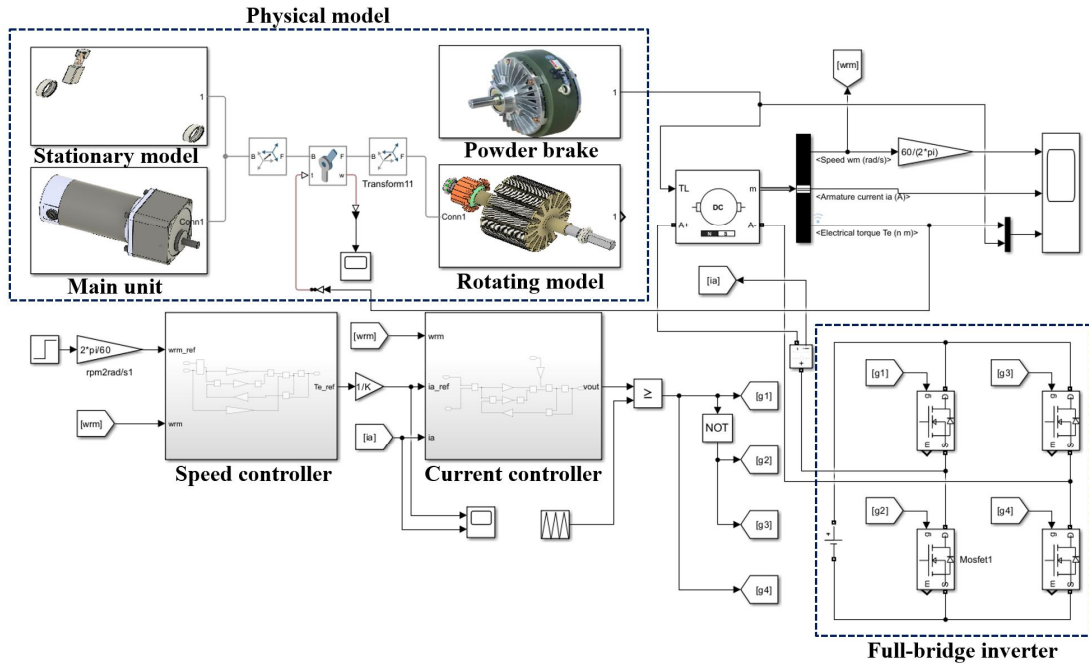 Physical model
Stationary model
1
Main unit
Conn1
B
F
B
F
t
w
B
F
Transform11
Powder brake
1
Conn1
Rotating model
1
[wrm]
TL
m
DC
A+
A-
N
S
<Speed wm (rad/s)>
60/(2*pi)
<Armature current ia (A)>
<Electrical torque Te (n m)>
[ia]
2*pi/60
rpm2rad/s1
[wrm]
wrm_ref
wrm
Te_ref
Speed controller
1/K
[wrm]
[ia]
wrm
ia_ref
ia
vout
Current controller
≥
NOT
[g1]
[g2]
[g3]
[g4]
[g1]
[g3]
g
D
m
S
g
D
m
S
[g2]
[g4]
g
D
m
S
Mosfet1
g
D
m
S
Full-bridge inverter